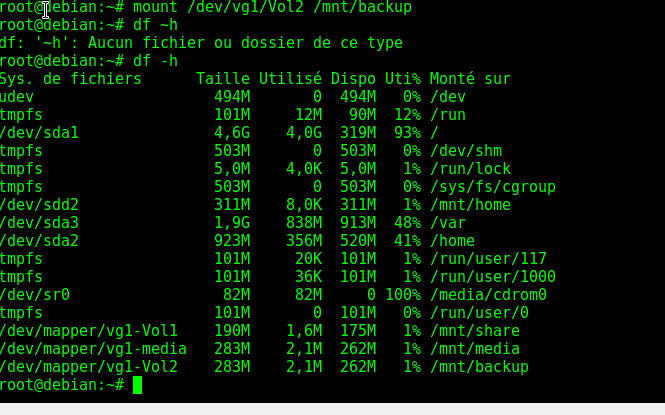 root@debian:~# mount /dev/vg1/Vol2 /mnt/backup
root@debian:~# df ~h
df: '~h': Aucun fichier ou dossier de ce type
root@debian:~# df -h
Sys. de fichiers Taille Utilisé Dispo Uti% Monté sur
udev 494M 0 494M 0% /dev
tmpfs 101M 12M 90M 12% /run
/dev/sda1 4,6G 4,0G 319M 93% /
tmpfs 503M 0 503M 0% /dev/shm
tmpfs 5,0M 4,0K 5,0M 1% /run/lock
tmpfs 503M 0 503M 0% /sys/fs/cgroup
/dev/sdd2 311M 8,0K 311M 1% /mnt/home
/dev/sda3 1,9G 838M 913M 48% /var
/dev/sda2 923M 356M 520M 41% /home
tmpfs 101M 20K 101M 1% /run/user/117
tmpfs 101M 36K 101M 1% /run/user/1000
/dev/sr0 82M 82M 0 100% /media/cdrom0
tmpfs 101M 0 101M 0% /run/user/0
/dev/mapper/vg1-Vol1 190M 1,6M 175M 1% /mnt/share
/dev/mapper/vg1-media 283M 2,1M 262M 1% /mnt/media
/dev/mapper/vg1-Vol2 283M 2,1M 262M 1% /mnt/backup
root@debian:~#